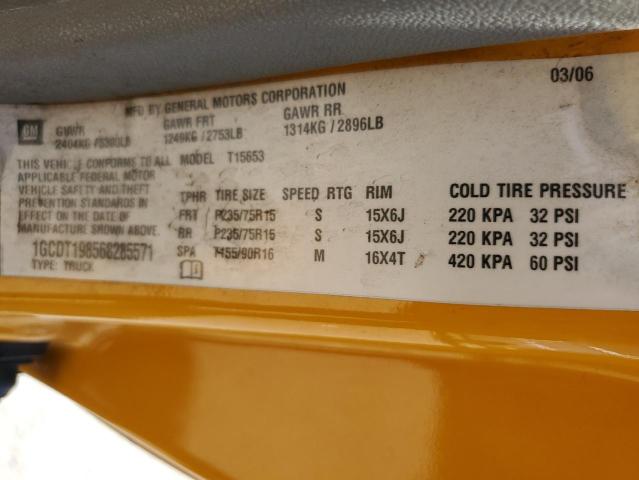 03/06
MFD BY GENERAL MOTORS CORPORATION
GM GVWR GAWR FRT GAWR RR
2404KG /5300LB 1249KG / 2753LB 1314KG / 2896LB
THIS VEHICLE CONFORMS TO ALL MODEL T15653
APPLICABLE FEDERAL MOTOR
VEHICLE SAFETY AND THEFT TPHR TIRE SIZE SPEED RTG RIM COLD TIRE PRESSURE
PREVENTION STANDARDS IN
EFFECT ON THE DATE OF FRT P235/75R15 S 15X6J 220 KPA 32 PSI
MANUFACTURE SHOWN ABOVE. RR P235/75R15 S 15X6J 220 KPA 32 PSI
1GCDT198568285571 SPA T155/90R16 M 16X4T 420 KPA 60 PSI
TYPE: TRUCK